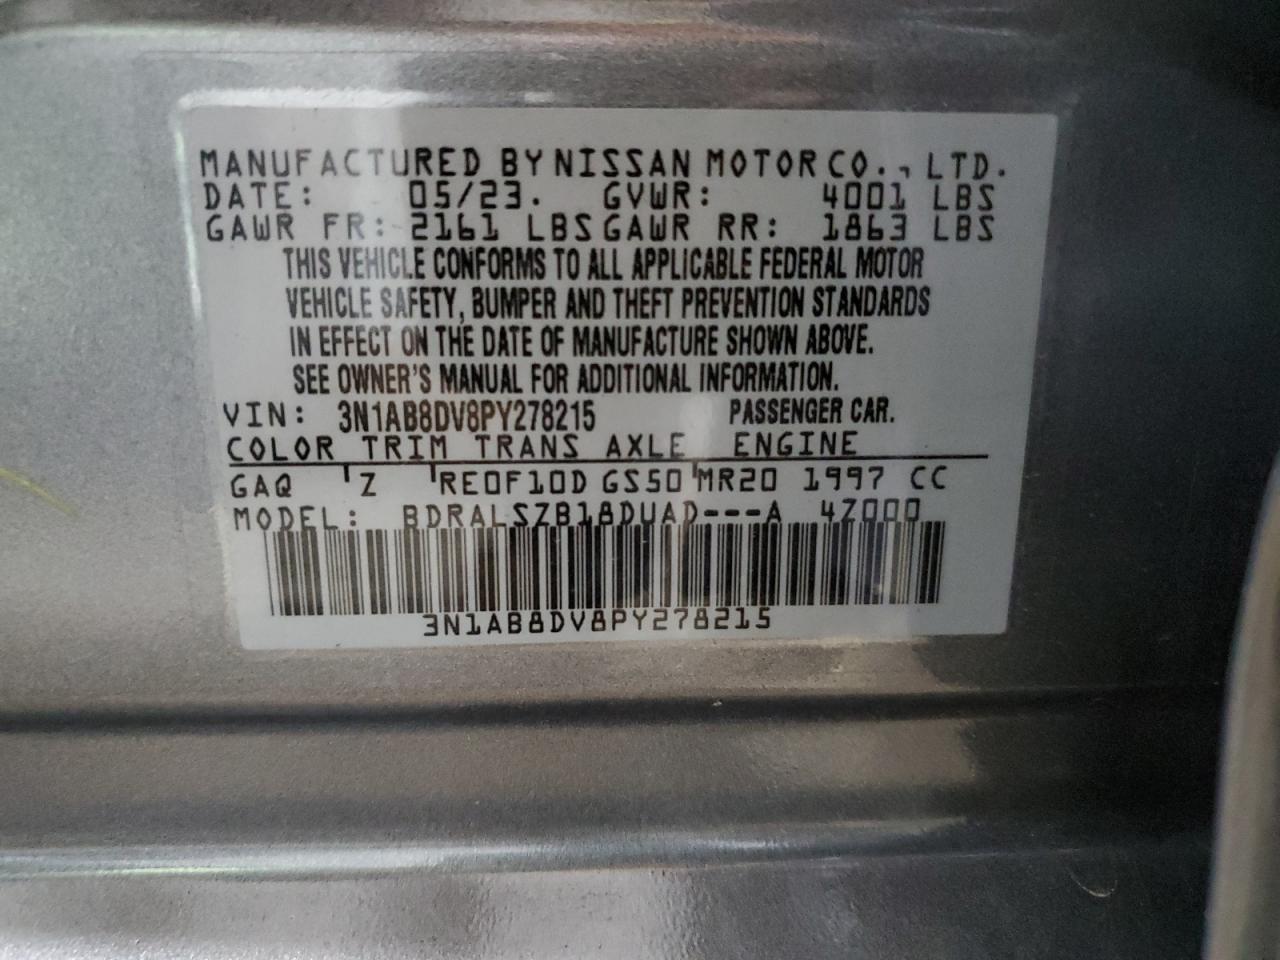 MANUFACTURED BY NISSAN MOTOR CO., LTD.
DATE: 05/23. GVWR: 4001 LBS
GAWR FR: 2161 LBS GAWR RR: 1863 LBS
THIS VEHICLE CONFORMS TO ALL APPLICABLE FEDERAL MOTOR
VEHICLE SAFETY, BUMPER AND THEFT PREVENTION STANDARDS
IN EFFECT ON THE DATE OF MANUFACTURE SHOWN ABOVE.
SEE OWNER'S MANUAL FOR ADDITIONAL INFORMATION.
VIN: 3N1AB8DV8PY278215 PASSENGER CAR.
COLOR TRIM TRANS AXLE ENGINE
GAQ Z RE0F10D GS50 MR20 1997 CC
MODEL: BDRALSZB18DUAD---A 4Z000
3N1AB8DV8PY278215